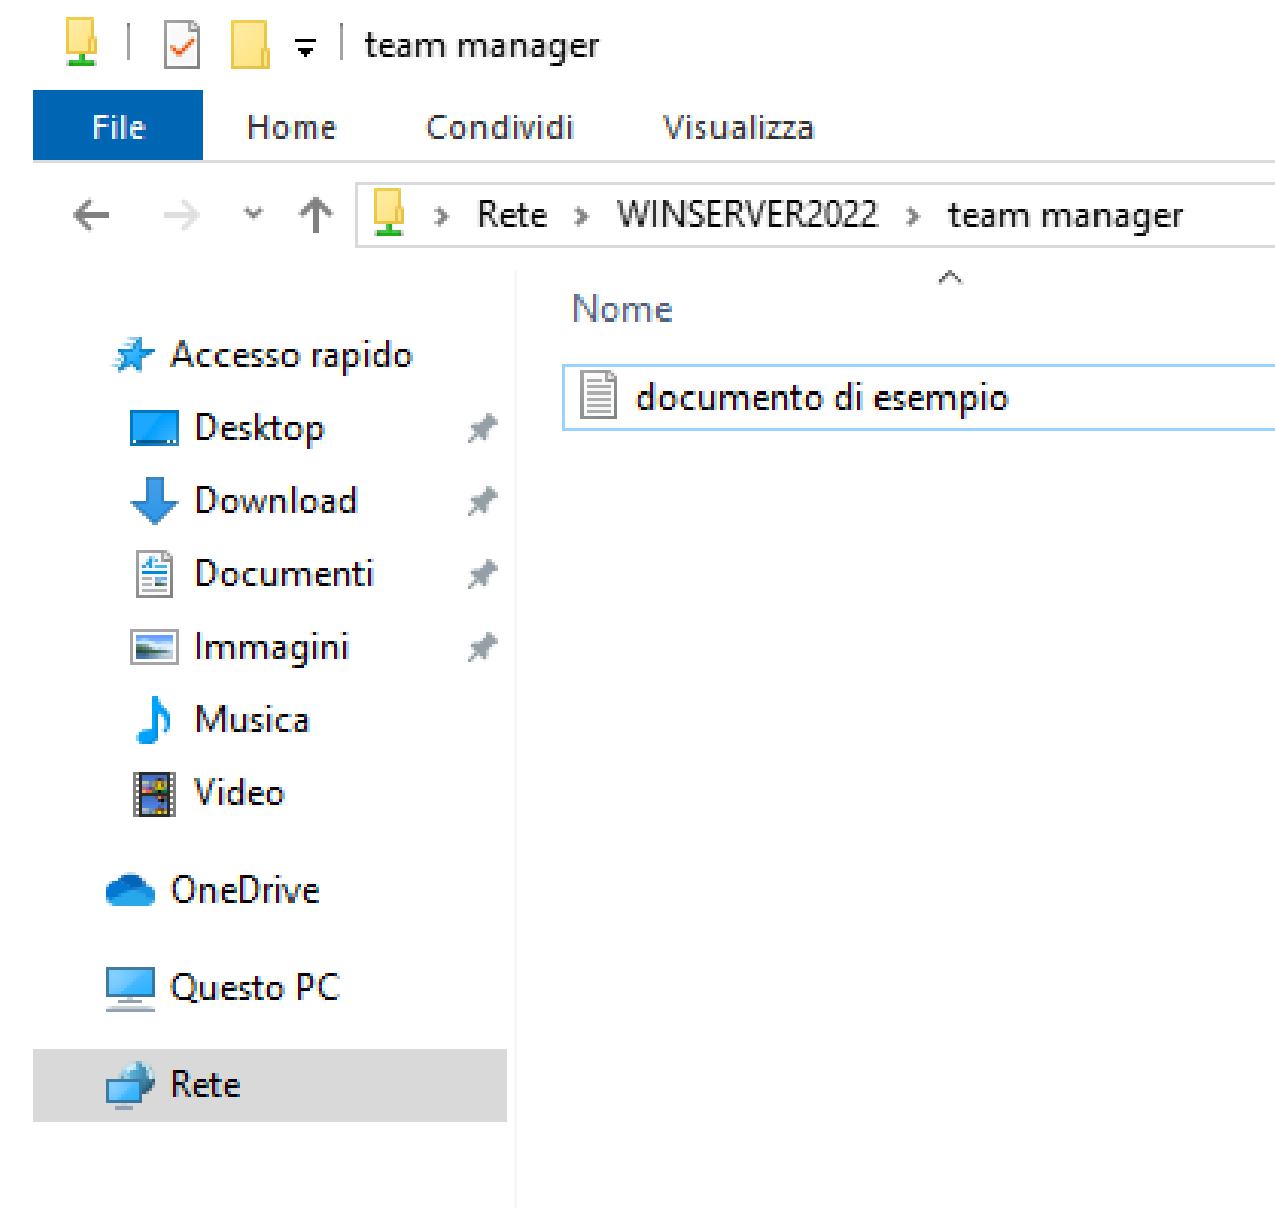 team manager
File Home Condividi Visualizza
Rete WINSERVER2022 team manager
Nome
Accesso rapido
documento di esempio
Desktop
Download
Documenti
Immagini
Musica
Video
OneDrive
Questo PC
Rete